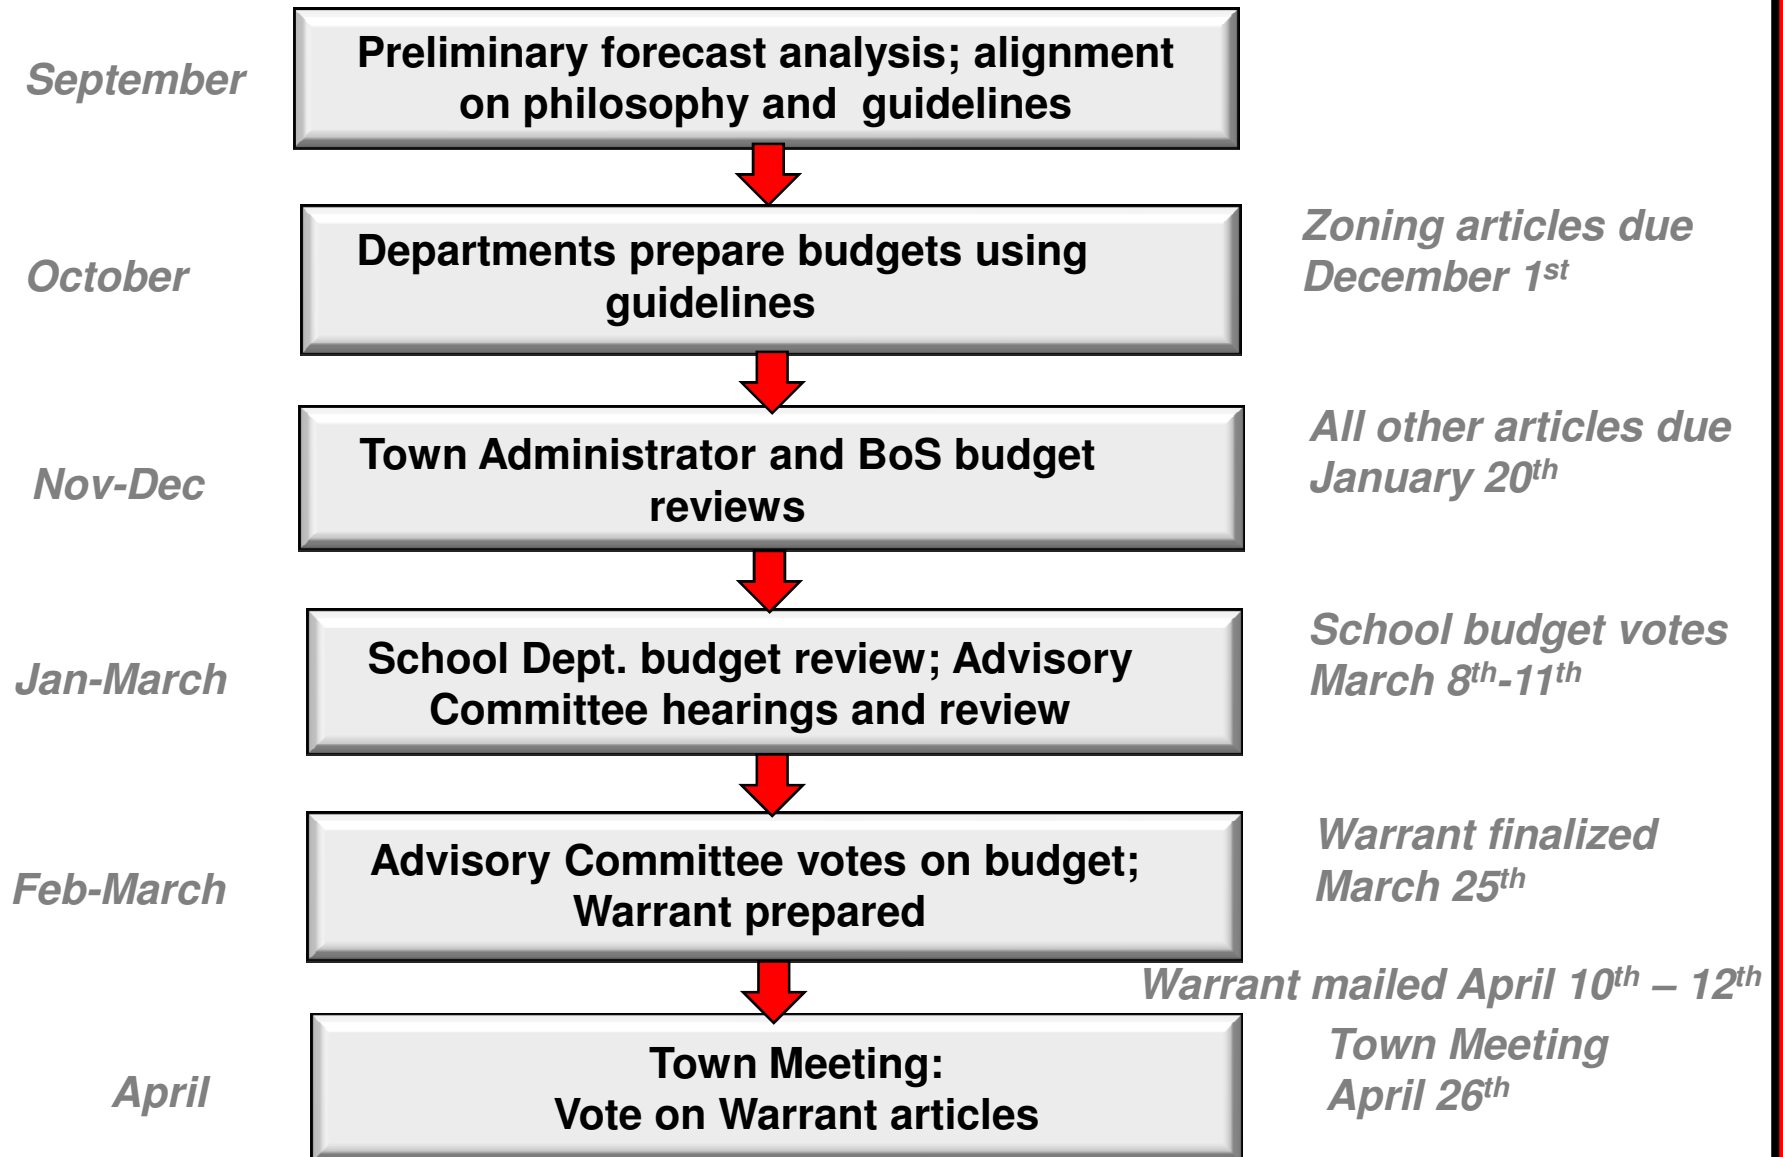 September
Preliminary forecast analysis; alignment
on philosophy and guidelines
October
Departments prepare budgets using
guidelines
Zoning articles due
December 1st
Nov-Dec
Town Administrator and BoS budget
reviews
All other articles due
January 20th
Jan-March
School Dept. budget review; Advisory
Committee hearings and review
School budget votes
March 8th-11th
Feb-March
Advisory Committee votes on budget;
Warrant prepared
Warrant finalized
March 25th
Warrant mailed April 10th – 12th
April
Town Meeting:
Vote on Warrant articles
Town Meeting
April 26th